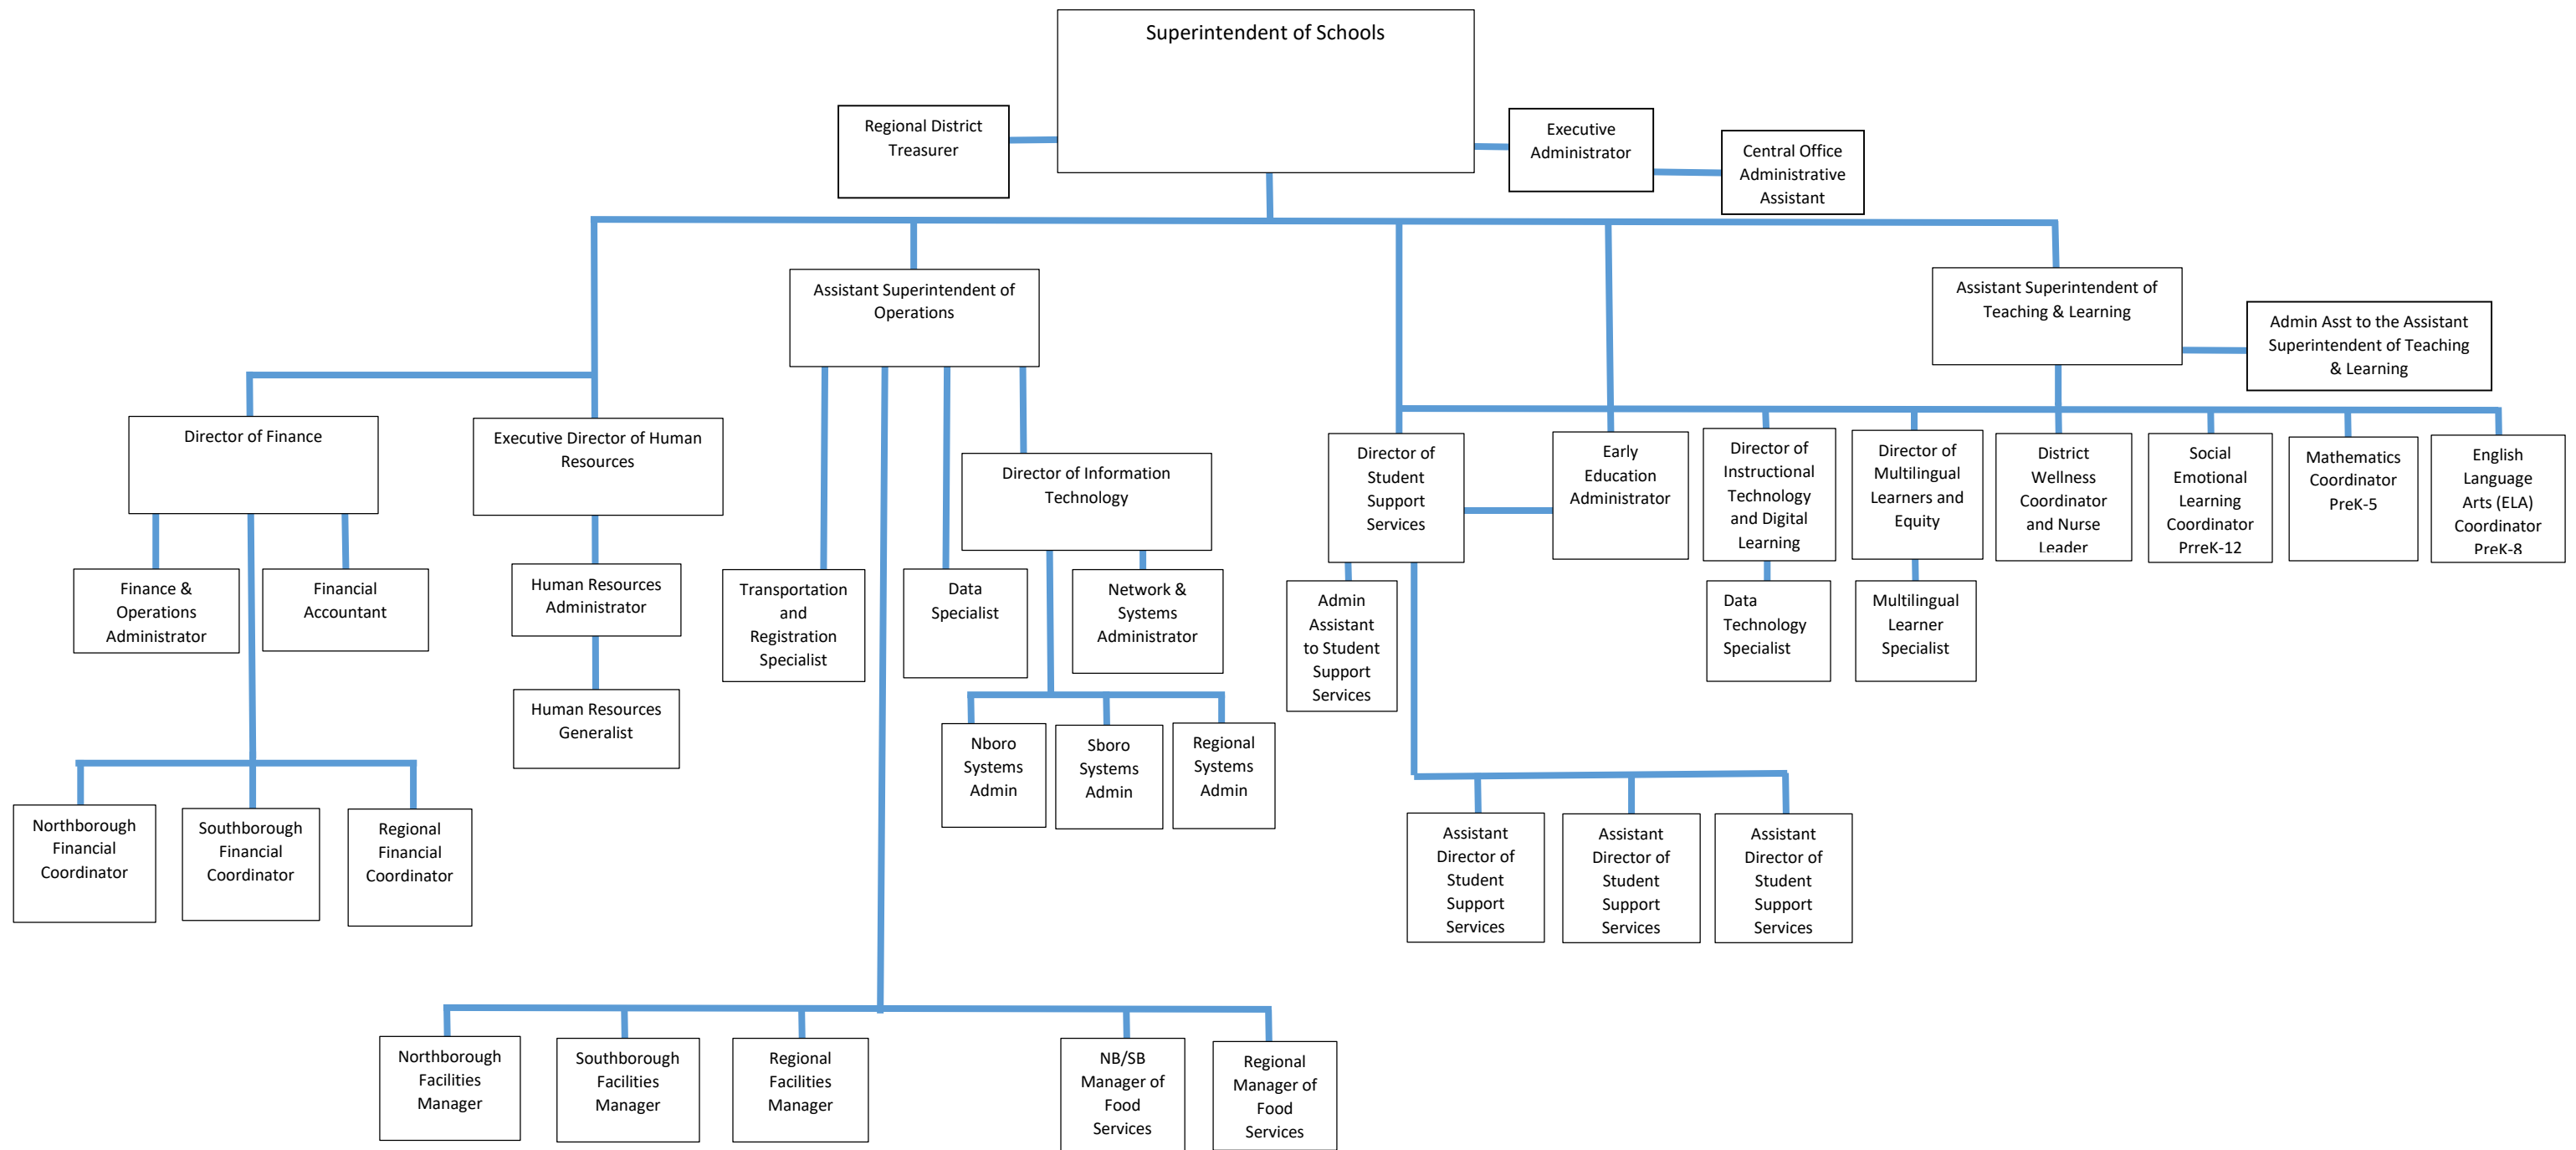 Superintendent of Schools
Regional District
Treasurer
Executive
Administrator
Central Office
Administrative
Assistant
Assistant Superintendent of
Operations
Assistant Superintendent of
Teaching & Learning
Admin Asst to the Assistant
Superintendent of Teaching
& Learning
Director of Finance
Executive Director of Human
Resources
Director of Information
Technology
Director of
Student
Support
Services
Early
Education
Administrator
Director of
Instructional
Technology
and Digital
Learning
Director of
Multilingual
Learners and
Equity
District
Wellness
Coordinator
and Nurse
Leader
Social
Emotional
Learning
Coordinator
PrreK-12
Mathematics
Coordinator
PreK-5
English
Language
Arts (ELA)
Coordinator
PreK-8
Finance &
Operations
Administrator
Financial
Accountant
Human Resources
Administrator
Transportation
and
Registration
Specialist
Data
Specialist
Network &
Systems
Administrator
Admin
Assistant
to Student
Support
Services
Data
Technology
Specialist
Multilingual
Learner
Specialist
Human Resources
Generalist
Nboro
Systems
Admin
Sboro
Systems
Admin
Regional
Systems
Admin
Northborough
Financial
Coordinator
Southborough
Financial
Coordinator
Regional
Financial
Coordinator
Assistant
Director of
Student
Support
Services
Assistant
Director of
Student
Support
Services
Assistant
Director of
Student
Support
Services
Northborough
Facilities
Manager
Southborough
Facilities
Manager
Regional
Facilities
Manager
NB/SB
Manager of
Food
Services
Regional
Manager of
Food
Services